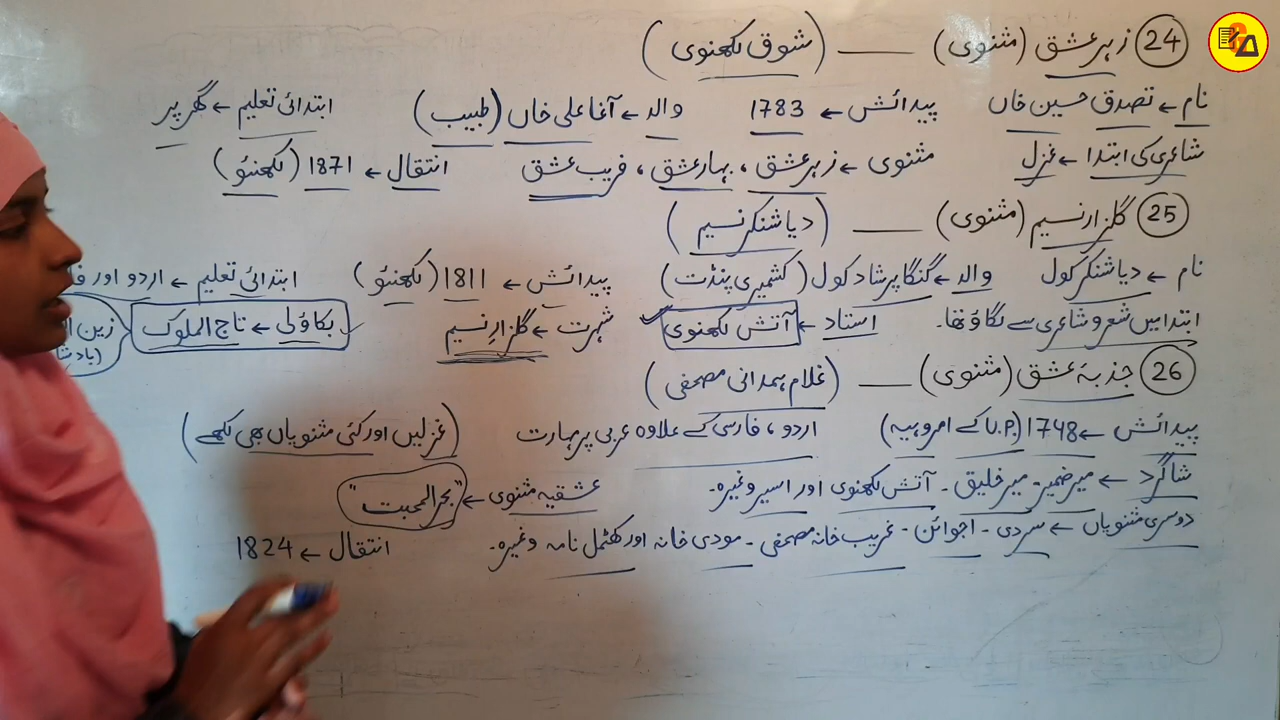 24 زہر عشق (مثنوی) —— (شوق لکھنوی)
نام ← تصدق حسین خاں پیدائش ← 1783 والد ← آغا علی خاں (طبیب) ابتدائی تعلیم ← گھر پر
شاعری کی ابتدا ← غزل مثنوی ← زہر عشق ، بہار عشق ، فریب عشق انتقال ← 1871 (لکھنؤ)
25 گلزار نسیم (مثنوی) —— (دیا شنکر نسیم)
نام ← دیا شنکر کول والد ← گنگا پرشاد کول (کشمیری پنڈت) پیدائش ← 1811 (لکھنؤ) ابتدائی تعلیم ← اردو اور
ابتدا میں شعر و شاعری سے لگاؤ تھا۔ استاد ← آتش لکھنوی شہرت ← گلزارِ نسیم بکاؤلی ← تاج الملوک زین
26 جذبۂ عشق (مثنوی) —— (غلام ہمدانی مصحفی)
پیدائش ← 1748 (U.P. کے امروہیہ) اردو ، فارسی کے علاوہ عربی پر مہارت (غزلیں اور کئی مثنویاں بھی لکھے)
شاگرد ← میر ضمیر۔ میر خلیق ۔ آتش لکھنوی اور اسیر وغیرہ۔ عشقیہ مثنوی ← "بحر المحبت"
دوسری مثنویاں ← سردی ۔ اجوائن ۔ غریب خانہ مصحفی ۔ مودی خانہ اور کھٹمل نامہ وغیرہ۔ انتقال ← 1824